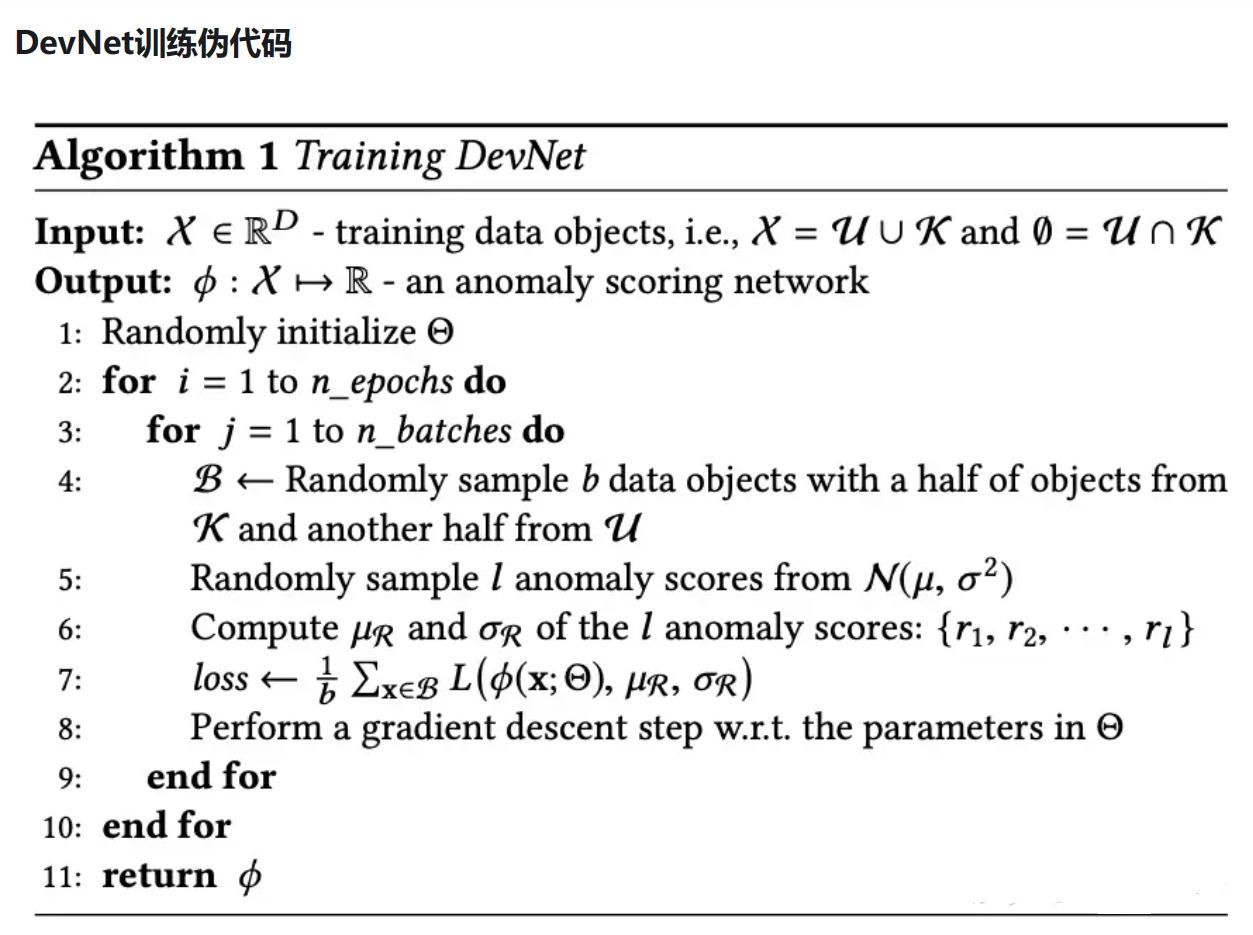 DevNet训练伪代码
Algorithm 1 Training DevNet
Input: 𝒳 ∈ ℝ^D - training data objects, i.e., 𝒳 = 𝒰 ∪ 𝒦 and ∅ = 𝒰 ∩ 𝒦
Output: ϕ : 𝒳 ↦ ℝ - an anomaly scoring network
1: Randomly initialize Θ
2: for i = 1 to n_epochs do
3: for j = 1 to n_batches do
4: ℬ ← Randomly sample b data objects with a half of objects from
𝒦 and another half from 𝒰
5: Randomly sample l anomaly scores from 𝒩(μ, σ²)
6: Compute μ_ℛ and σ_ℛ of the l anomaly scores: {r₁, r₂, ⋯ , r_l}
7: loss ← 1/b ∑_{x∈ℬ} L(ϕ(x; Θ), μ_ℛ, σ_ℛ)
8: Perform a gradient descent step w.r.t. the parameters in Θ
9: end for
10: end for
11: return ϕ